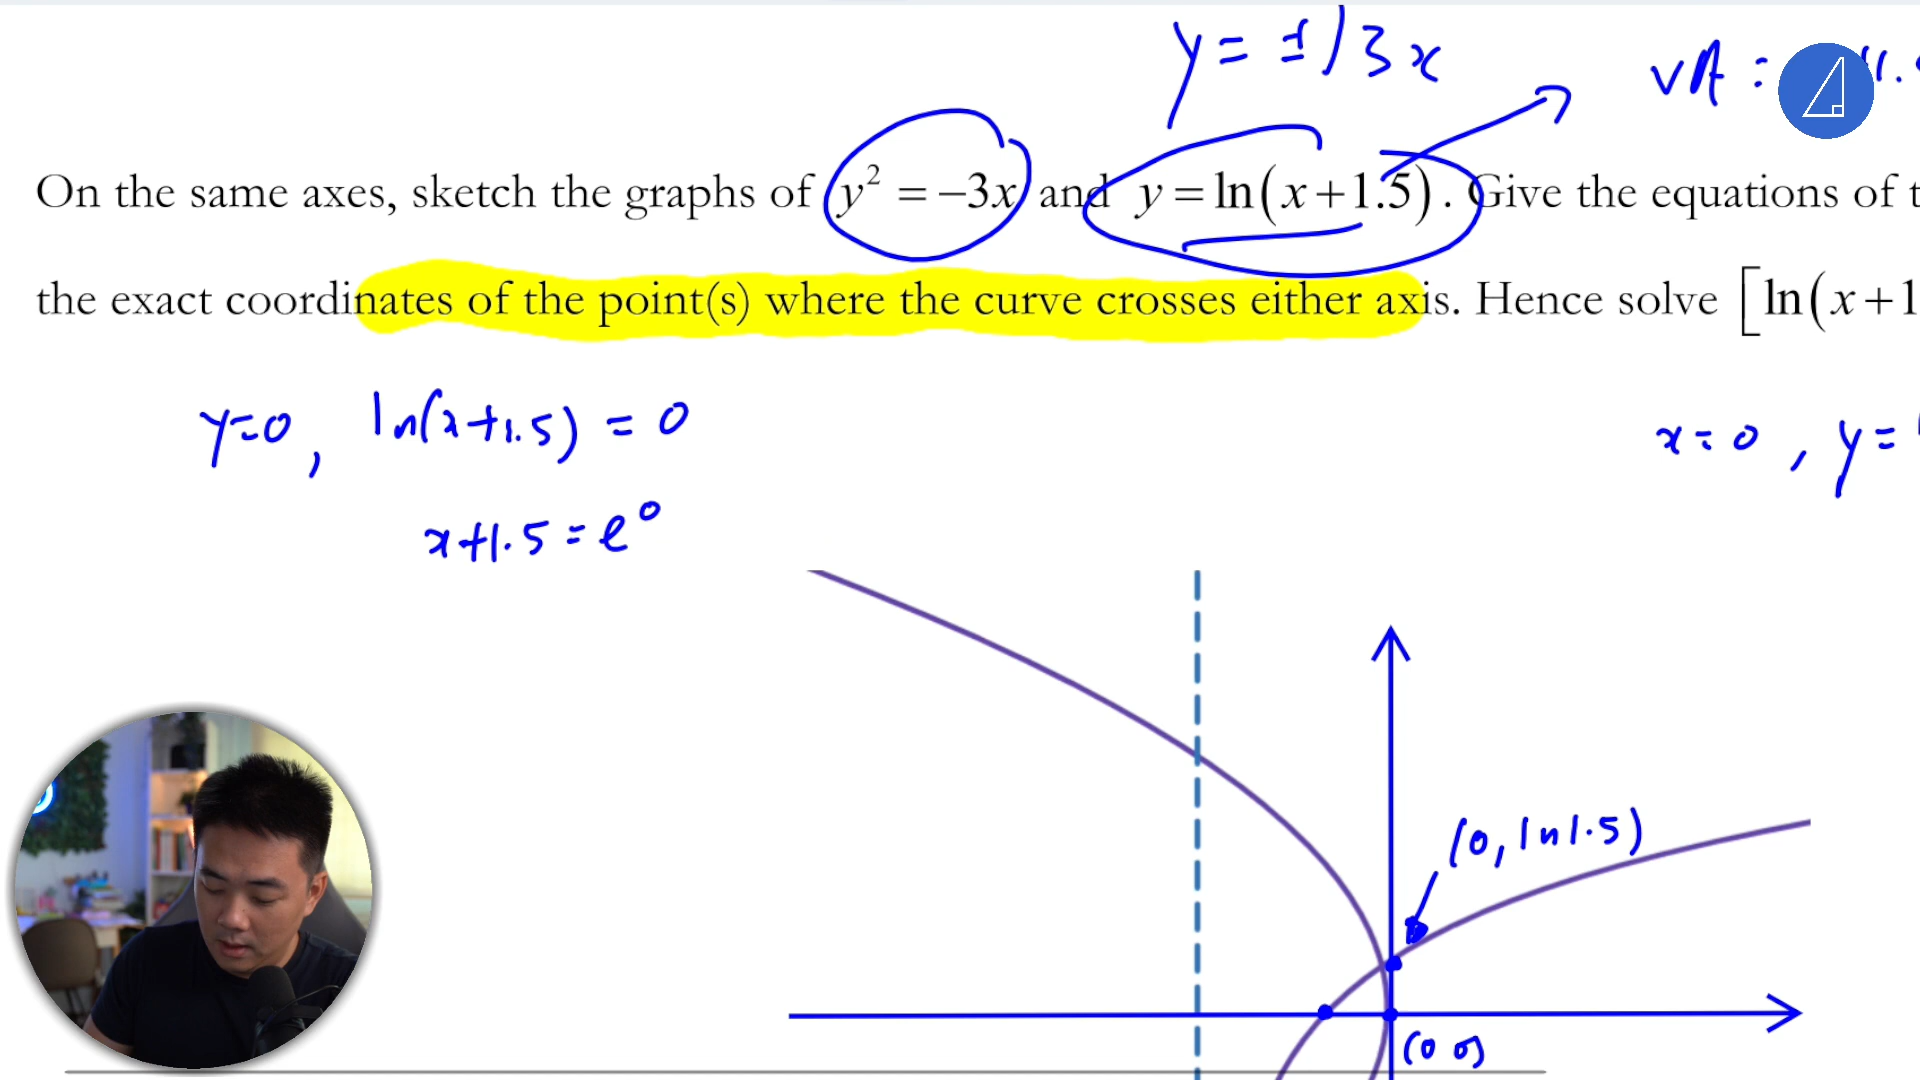 y = ±√3x
VA :
On the same axes, sketch the graphs of y² = −3x and y = ln(x+1.5). Give the equations of t
the exact coordinates of the point(s) where the curve crosses either axis. Hence solve [ln(x+1
y=0, ln(x+1.5) = 0
x=0, y=
x+1.5 = e⁰
(0, ln1.5)
(0 0)